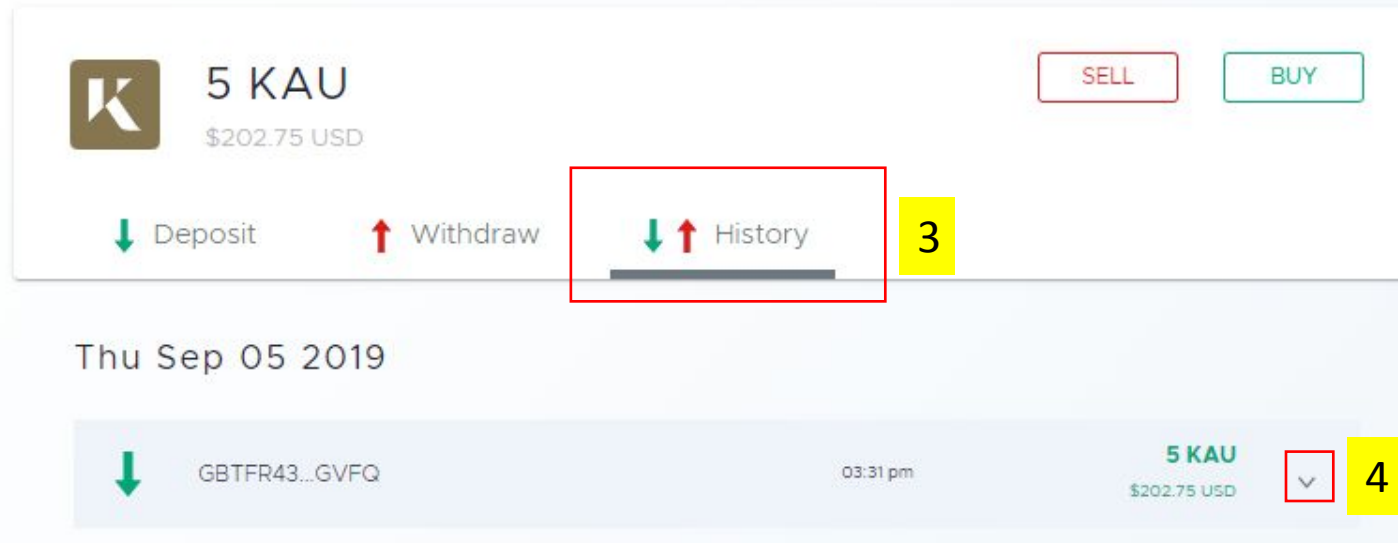 5 KAU
$202.75 USD
SELL
BUY
Deposit
Withdraw
History
3
Thu Sep 05 2019
GBTFR43...GVFQ
03:31 pm
5 KAU
$202.75 USD
4